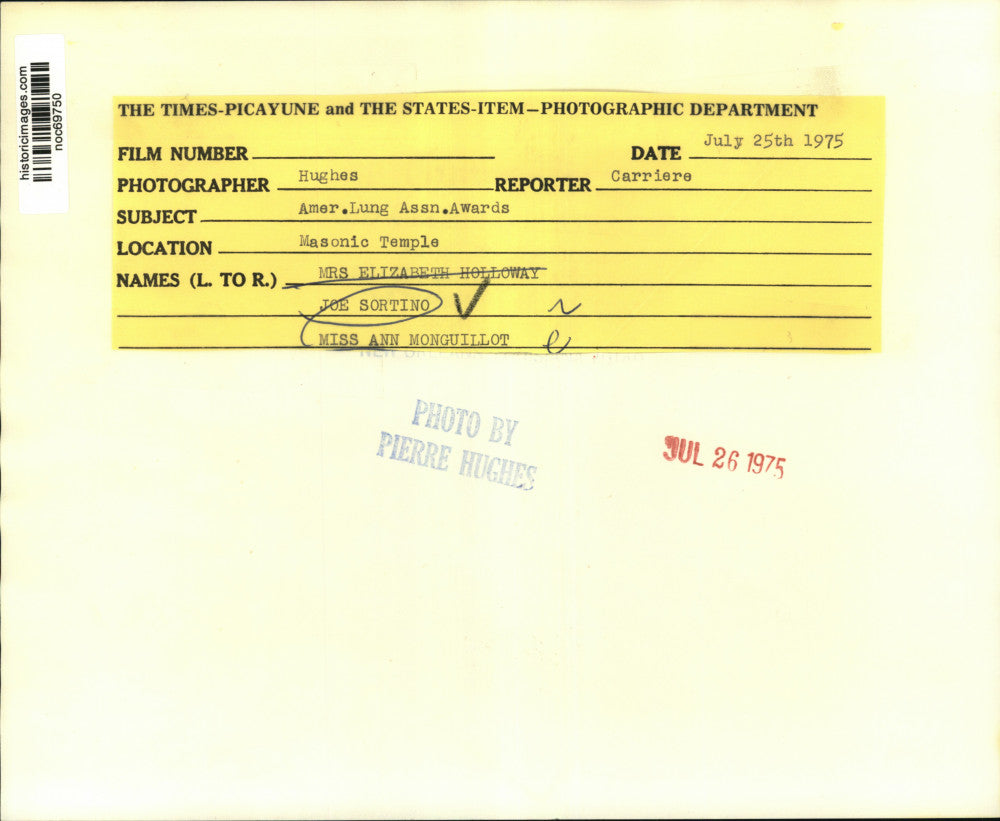 historicimages.com
noc69750
THE TIMES-PICAYUNE and THE STATES-ITEM—PHOTOGRAPHIC DEPARTMENT
FILM NUMBER DATE July 25th 1975
PHOTOGRAPHER Hughes REPORTER Carriere
SUBJECT Amer.Lung Assn.Awards
LOCATION Masonic Temple
NAMES (L. TO R.) MRS ELIZABETH HOLLOWAY
JOE SORTINO
MISS ANN MONGUILLOT
PHOTO BY
PIERRE HUGHES
JUL 26 1975